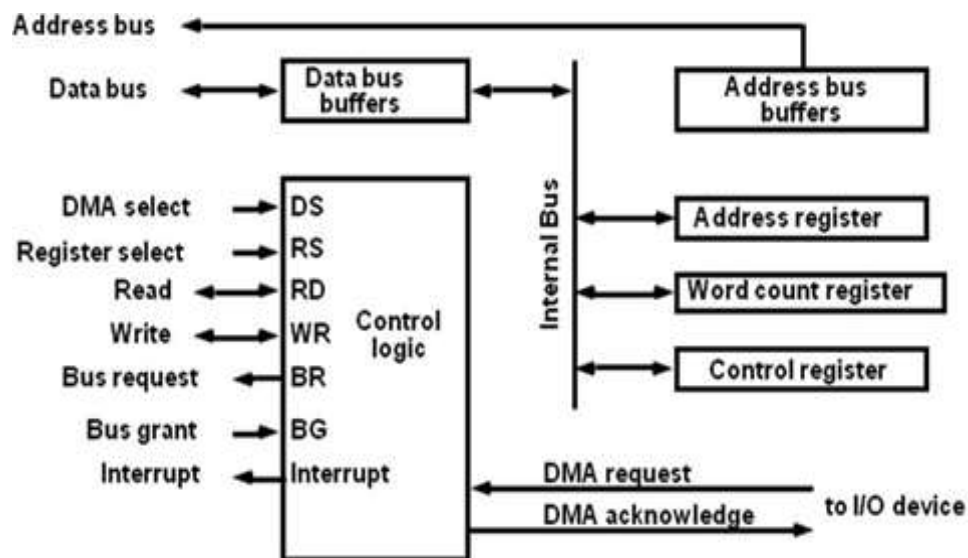 Address bus
Data bus
Data bus
buffers
Address bus
buffers
DMA select
DS
Register select
RS
Read
RD
Write
WR
Bus request
BR
Bus grant
BG
Interrupt
Interrupt
Control
logic
Internal Bus
Address register
Word count register
Control register
DMA request
DMA acknowledge
to I/O device